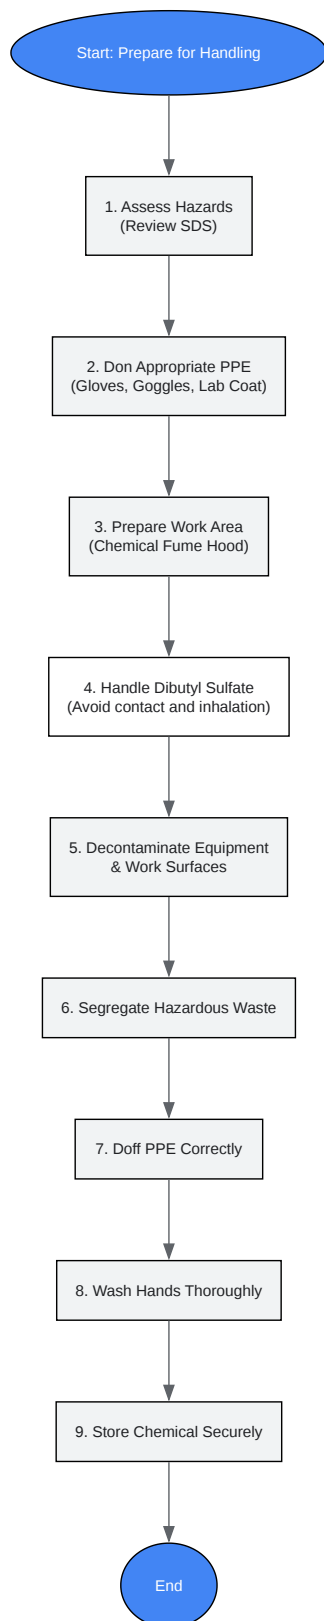 Start: Prepare for Handling
1. Assess Hazards
(Review SDS)
2. Don Appropriate PPE
(Gloves, Goggles, Lab Coat)
3. Prepare Work Area
(Chemical Fume Hood)
4. Handle Dibutyl Sulfate
(Avoid contact and inhalation)
5. Decontaminate Equipment
& Work Surfaces
6. Segregate Hazardous Waste
7. Doff PPE Correctly
8. Wash Hands Thoroughly
9. Store Chemical Securely
End